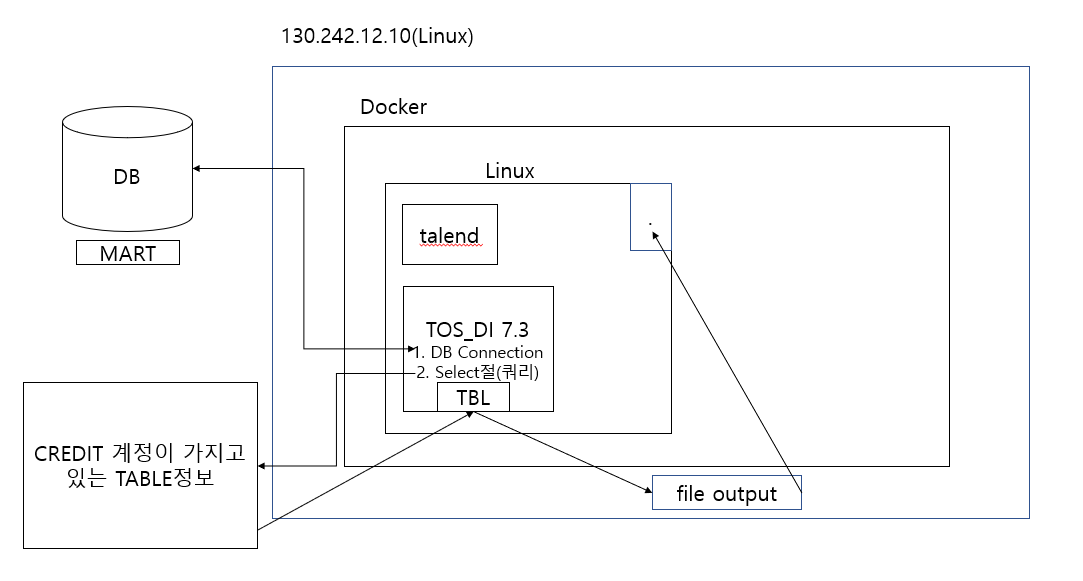 130.242.12.10(Linux)
Docker
Linux
DB
talend
MART
TOS_DI 7.3
1. DB Connection
2. Select절(쿼리)
TBL
CREDIT 계정이 가지고
있는 TABLE정보
file output
.